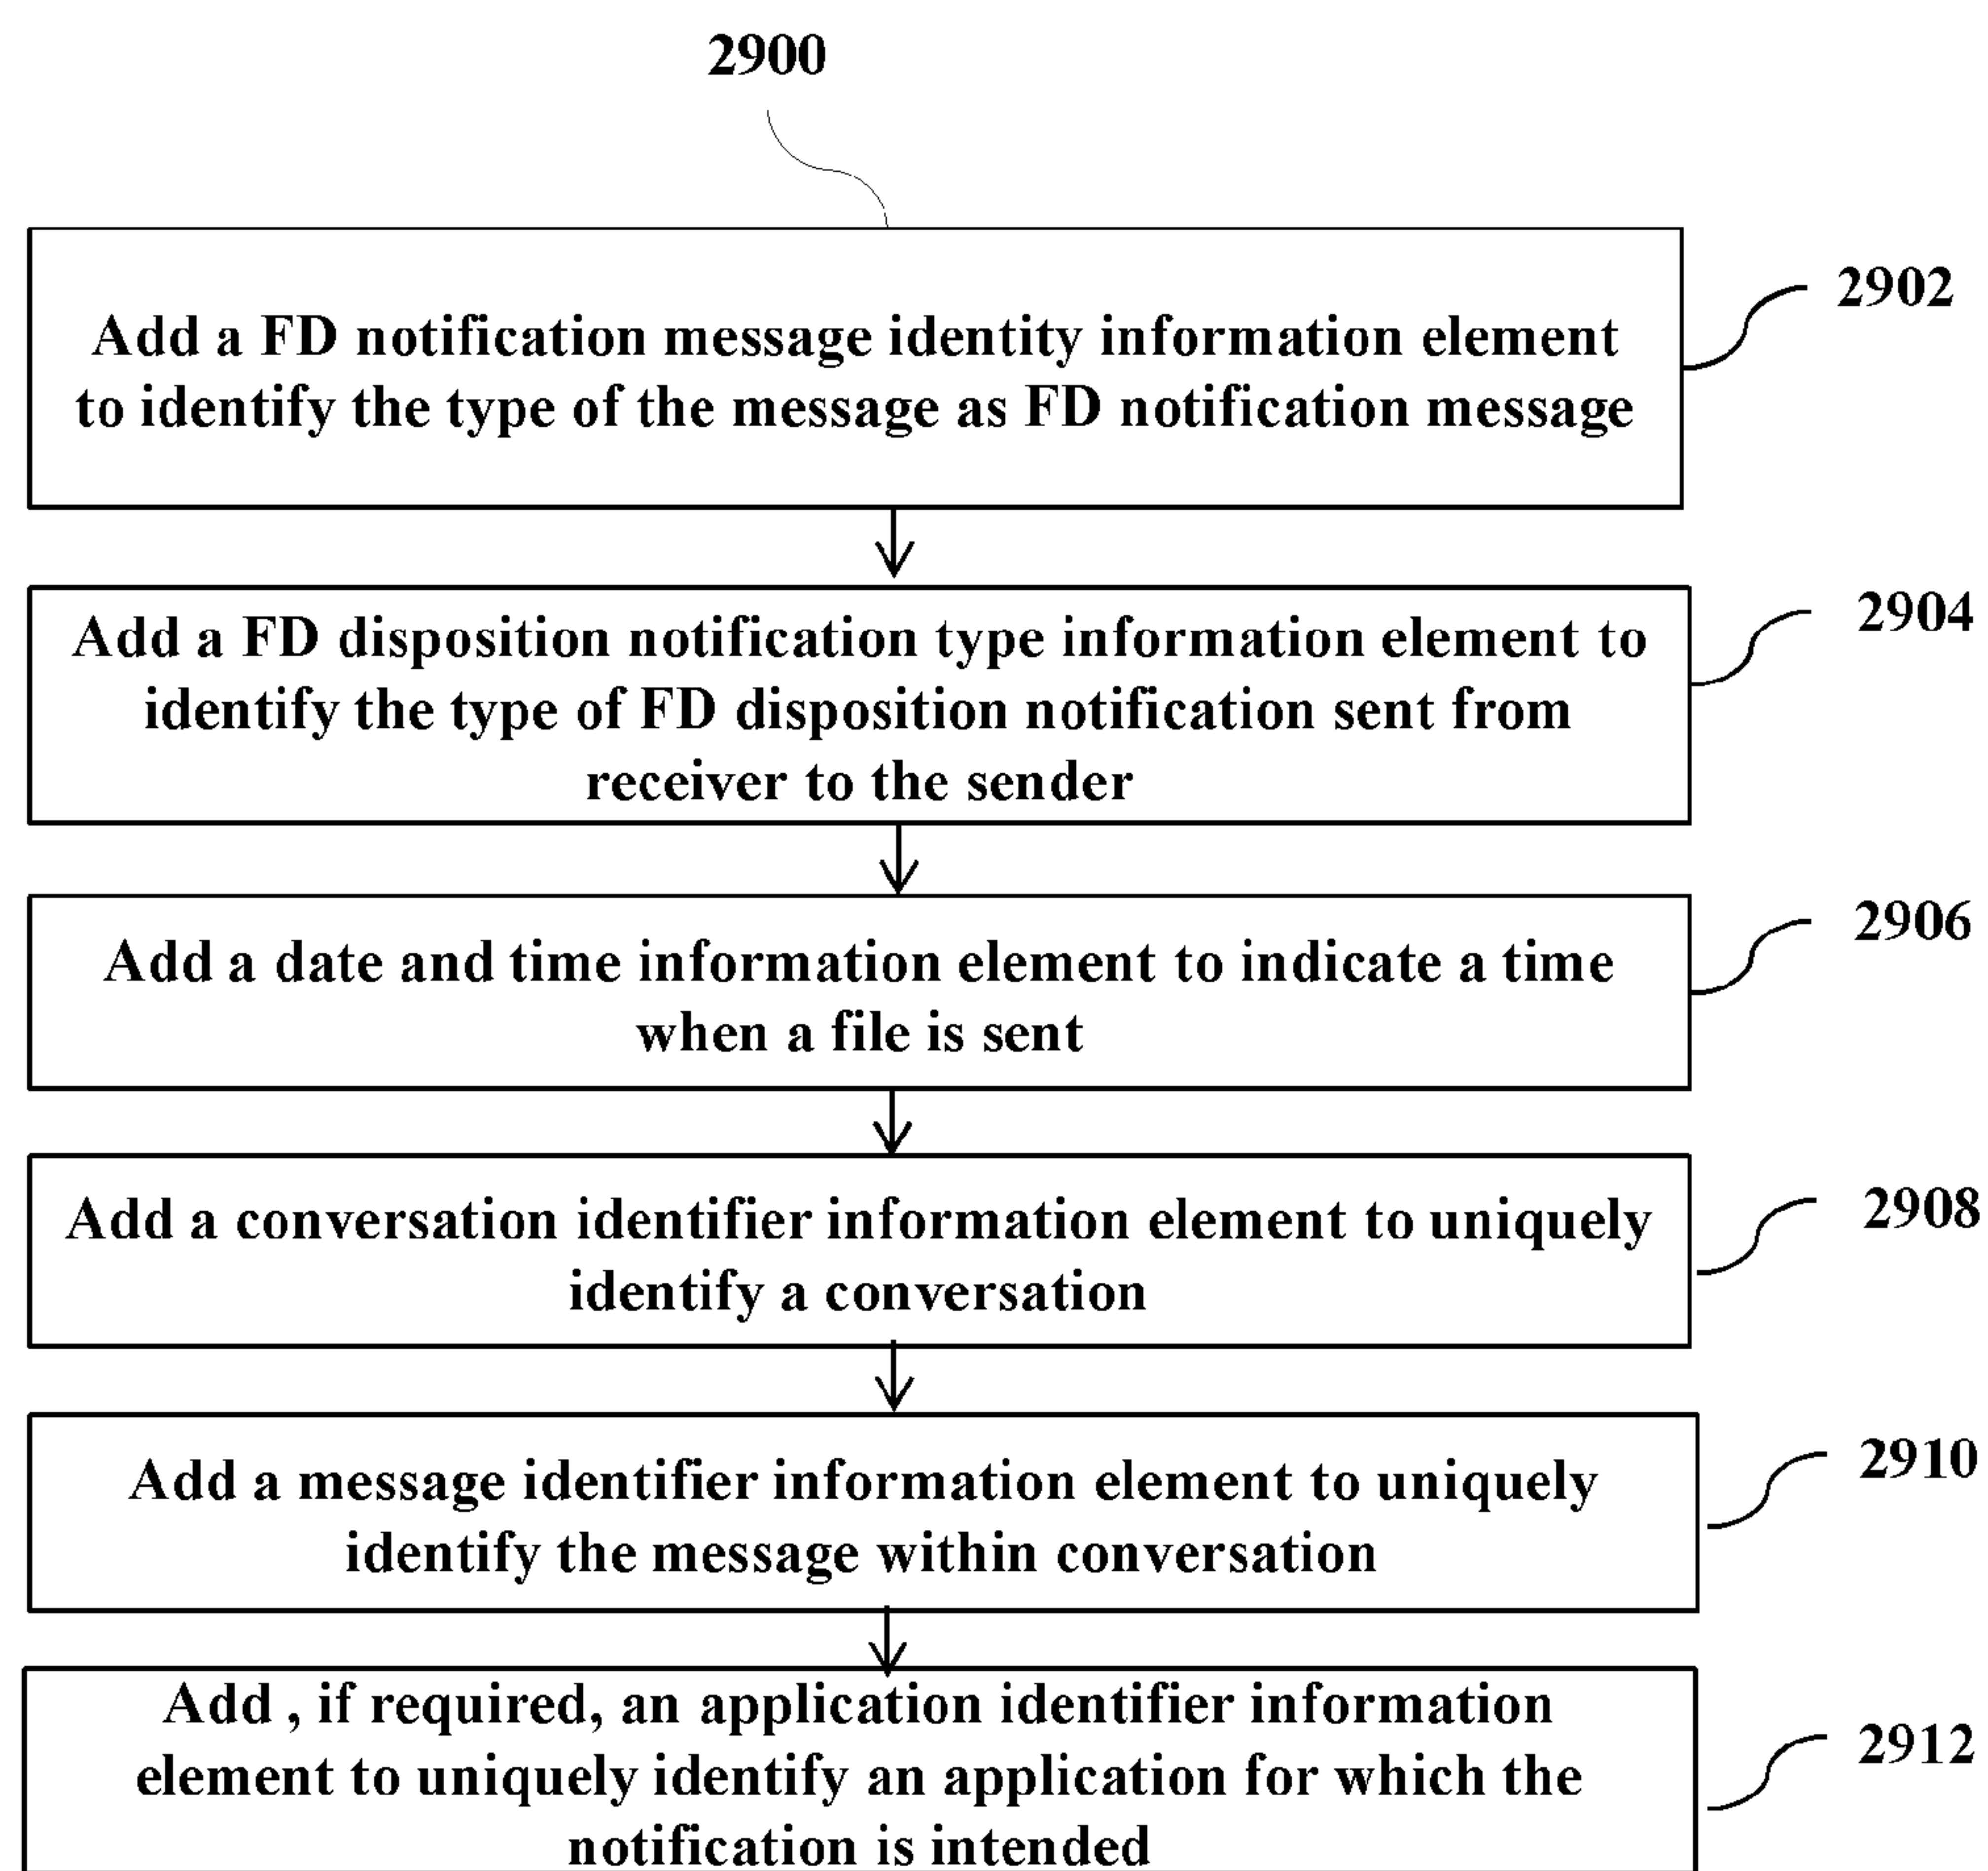 2900
Add a FD notification message identity information element
to identify the type of the message as FD notification message
2902
Add a FD disposition notification type information element to
identify the type of FD disposition notification sent from
receiver to the sender
2904
Add a date and time information element to indicate a time
when a file is sent
2906
Add a conversation identifier information element to uniquely
identify a conversation
2908
Add a message identifier information element to uniquely
identify the message within conversation
2910
Add , if required, an application identifier information
element to uniquely identify an application for which the
notification is intended
2912